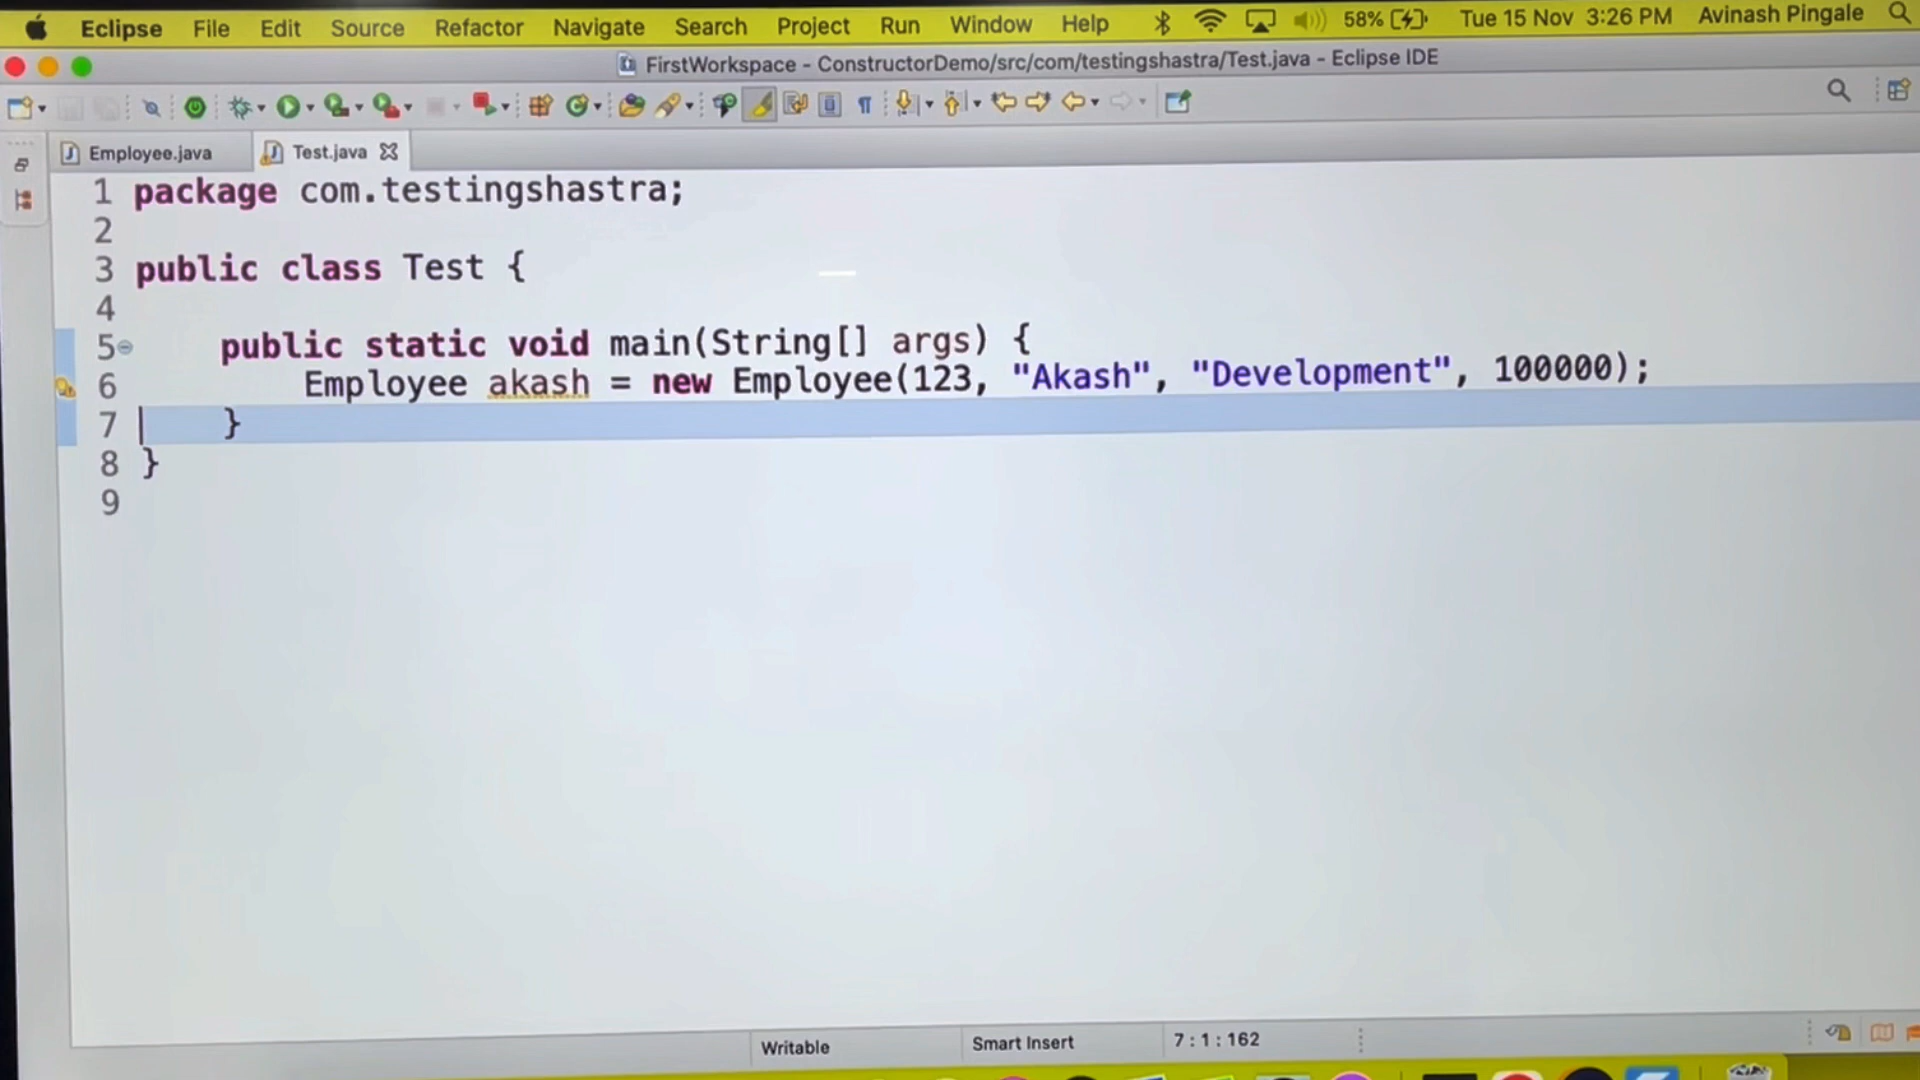 Eclipse File Edit Source Refactor Navigate Search Project Run Window Help 58% Tue 15 Nov 3:26 PM Avinash Pingale
FirstWorkspace - ConstructorDemo/src/com/testingshastra/Test.java - Eclipse IDE
Employee.java Test.java
1 package com.testingshastra;
2
3 public class Test {
4
5 public static void main(String[] args) {
6 Employee akash = new Employee(123, "Akash", "Development", 100000);
7 }
8 }
9
Writable Smart Insert 7 : 1 : 162